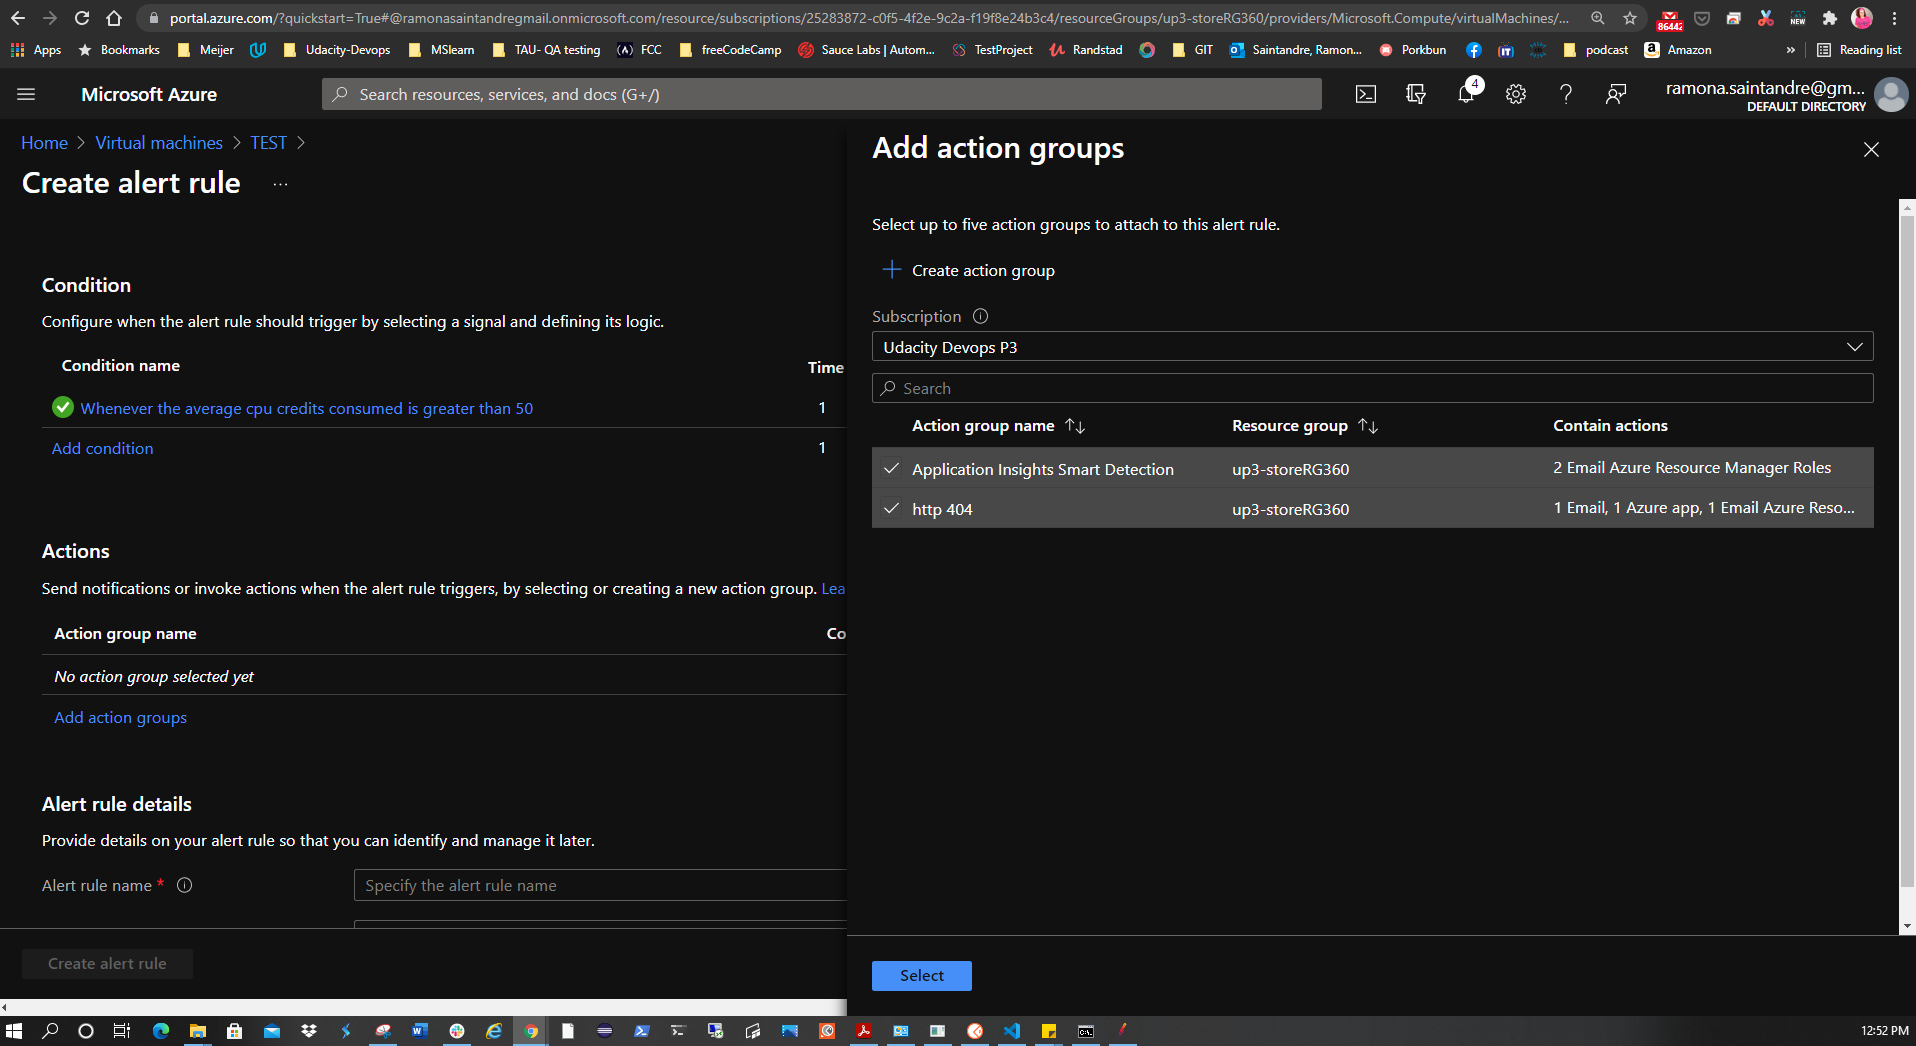 portal.azure.com/?quickstart=True#@ramonasaintandregmail.onmicrosoft.com/resource/subscriptions/25283872-c0f5-4f2e-9c2a-f19f8e24b3c4/resourceGroups/up3-storeRG360/providers/Microsoft.Compute/virtualMachines/...
86442
NEW
Apps Bookmarks Meijer Udacity-Devops MSlearn TAU- QA testing FCC freeCodeCamp Sauce Labs | Autom... TestProject Randstad GIT Saintandre, Ramon... Porkbun podcast Amazon » Reading list
Microsoft Azure
Search resources, services, and docs (G+/)
4
ramona.saintandre@gm...
DEFAULT DIRECTORY
Home > Virtual machines > TEST >
Create alert rule ...
Condition
Configure when the alert rule should trigger by selecting a signal and defining its logic.
Condition name Time
Whenever the average cpu credits consumed is greater than 50 1
Add condition 1
Actions
Send notifications or invoke actions when the alert rule triggers, by selecting or creating a new action group. Lea
Action group name Co
No action group selected yet
Add action groups
Alert rule details
Provide details on your alert rule so that you can identify and manage it later.
Alert rule name *
Specify the alert rule name
Create alert rule
Add action groups
Select up to five action groups to attach to this alert rule.
Create action group
Subscription
Udacity Devops P3
Search
Action group name Resource group Contain actions
Application Insights Smart Detection up3-storeRG360 2 Email Azure Resource Manager Roles
http 404 up3-storeRG360 1 Email, 1 Azure app, 1 Email Azure Reso...
Select
12:52 PM